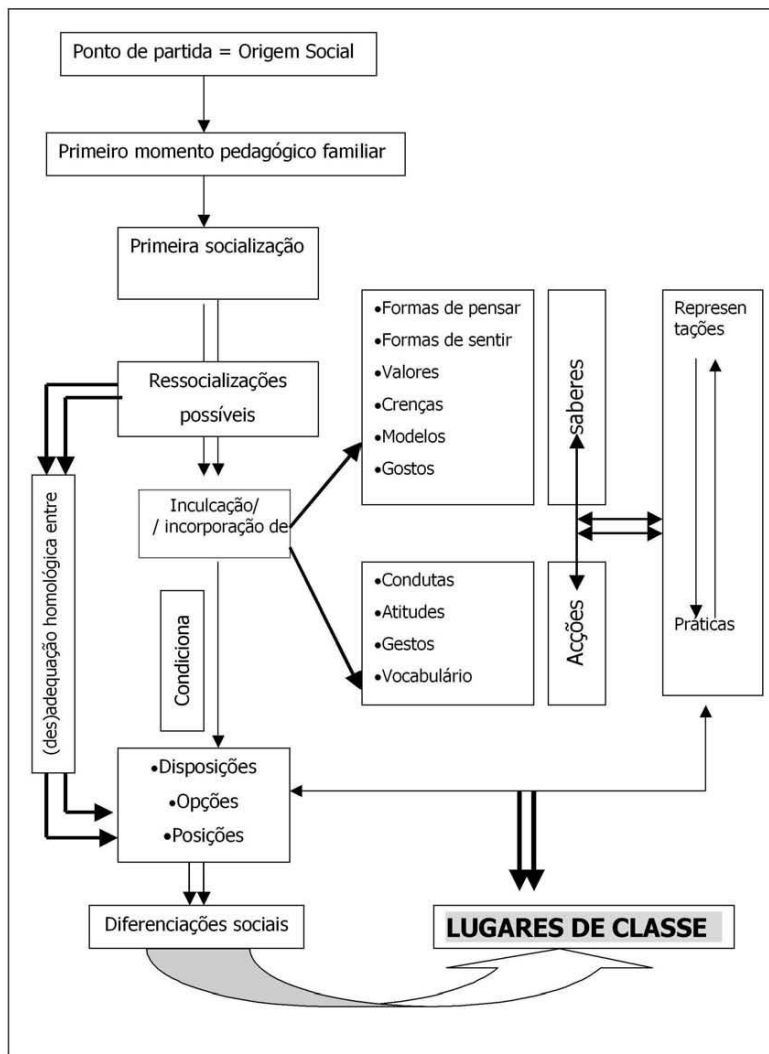 Ponto de partida = Origem Social
Primeiro momento pedagógico familiar
Primeira socialização
Ressocializações
possíveis
Inculcação/
/ incorporação de
•Formas de pensar
•Formas de sentir
•Valores
•Crenças
•Modelos
•Gostos
saberes
Represen
tações
Práticas
•Condutas
•Atitudes
•Gestos
•Vocabulário
Acções
(des)adequação homológica entre
Condiciona
•Disposições
•Opções
•Posições
Diferenciações sociais
LUGARES DE CLASSE